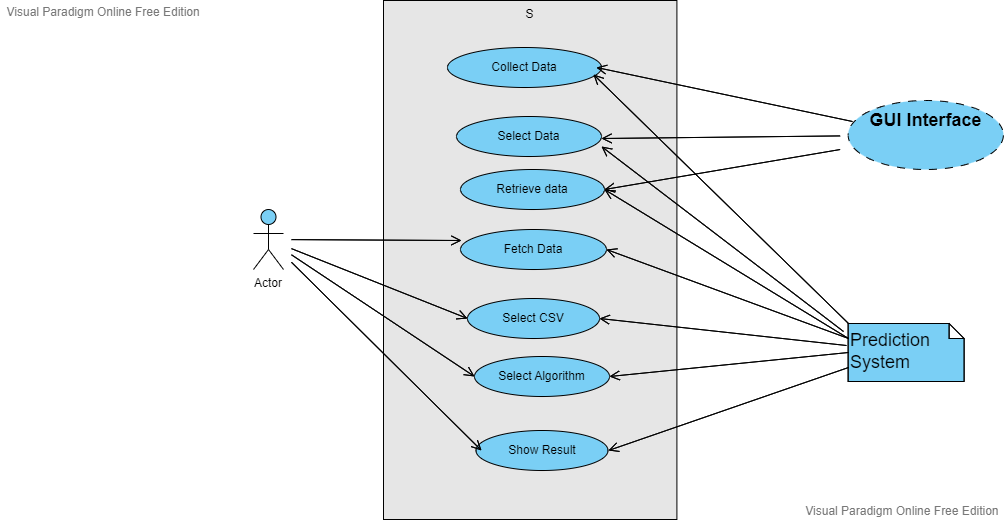 Visual Paradigm Online Free Edition
S
Collect Data
GUI Interface
Select Data
Retrieve data
Fetch Data
Actor
Select CSV
Prediction
System
Select Algorithm
Show Result
Visual Paradigm Online Free Edition